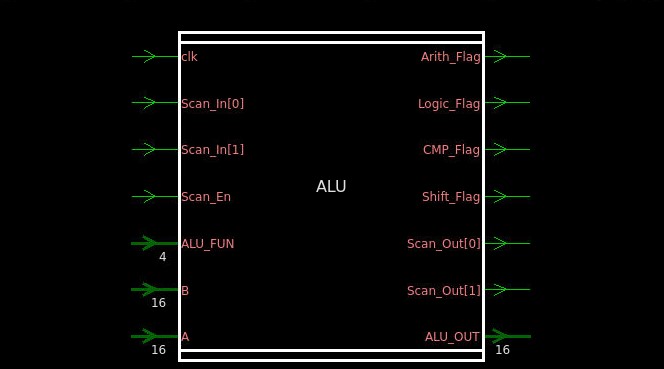 clk
Arith_Flag
Scan_In[0]
Logic_Flag
Scan_In[1]
CMP_Flag
ALU
Scan_En
Shift_Flag
ALU_FUN
Scan_Out[0]
4
B
Scan_Out[1]
16
A
ALU_OUT
16
16